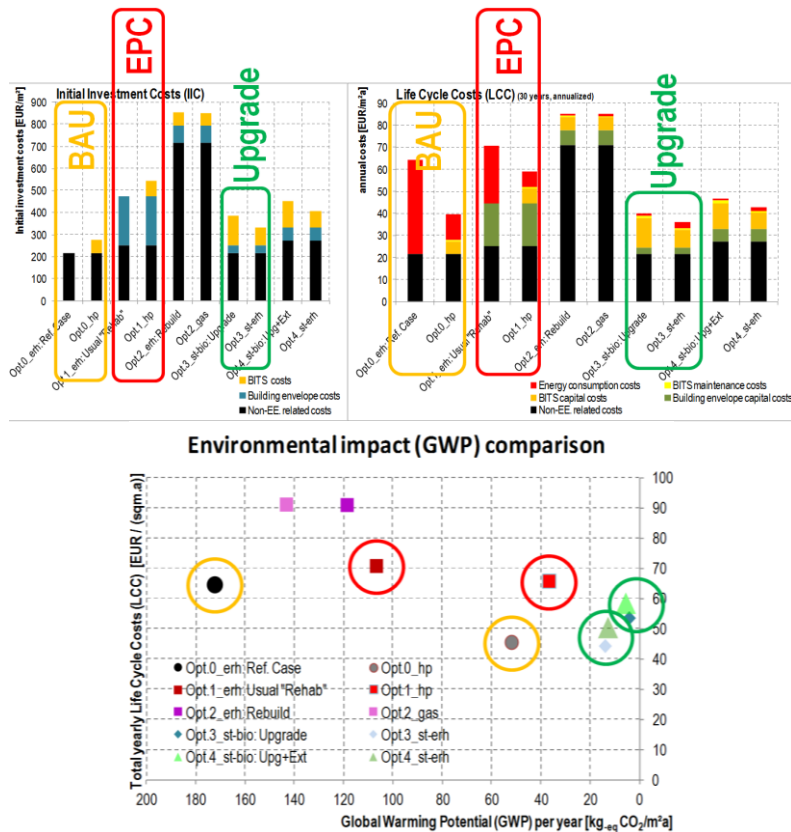 EPC
Upgrade
BAU
Initial Investment Costs (IIC)
Initial investment costs [EUR/m²]
900
800
700
600
500
400
300
200
100
0
Opt.0_erh: Ref. Case
Opt.0_hp
Opt.1_erh: Usual "Rehab"
Opt.1_hp
Opt.2_erh: Rebuild
Opt.2_gas
Opt.3_st-bio: Upgrade
Opt.3_st-erh
Opt.4_st-bio: Upg+Ext
Opt.4_st-erh
BITS costs
Building envelope costs
Non-EE. related costs
EPC
Upgrade
BAU
Life Cycle Costs (LCC) (30 years, annualized)
annual costs [EUR/m²a]
90
80
70
60
50
40
30
20
10
0
Opt.0_erh: Ref. Case
Opt.0_hp
Opt.1_erh: Usual "Rehab"
Opt.1_hp
Opt.2_erh: Rebuild
Opt.2_gas
Opt.3_st-bio: Upgrade
Opt.3_st-erh
Opt.4_st-bio: Upg+Ext
Opt.4_st-erh
Energy consumption costs
BITS maintenance costs
BITS capital costs
Building envelope capital costs
Non-EE. related costs
Environmental impact (GWP) comparison
Total yearly Life Cycle Costs (LCC) [EUR / (sqm.a)]
100
90
80
70
60
50
40
30
20
10
0
Opt.0_erh: Ref. Case
Opt.0_hp
Opt.1_erh: Usual "Rehab"
Opt.1_hp
Opt.2_erh: Rebuild
Opt.2_gas
Opt.3_st-bio: Upgrade
Opt.3_st-erh
Opt.4_st-bio: Upg+Ext
Opt.4_st-erh
200 180 160 140 120 100 80 60 40 20 0
Global Warming Potential (GWP) per year [kg-eq CO₂/m²a]